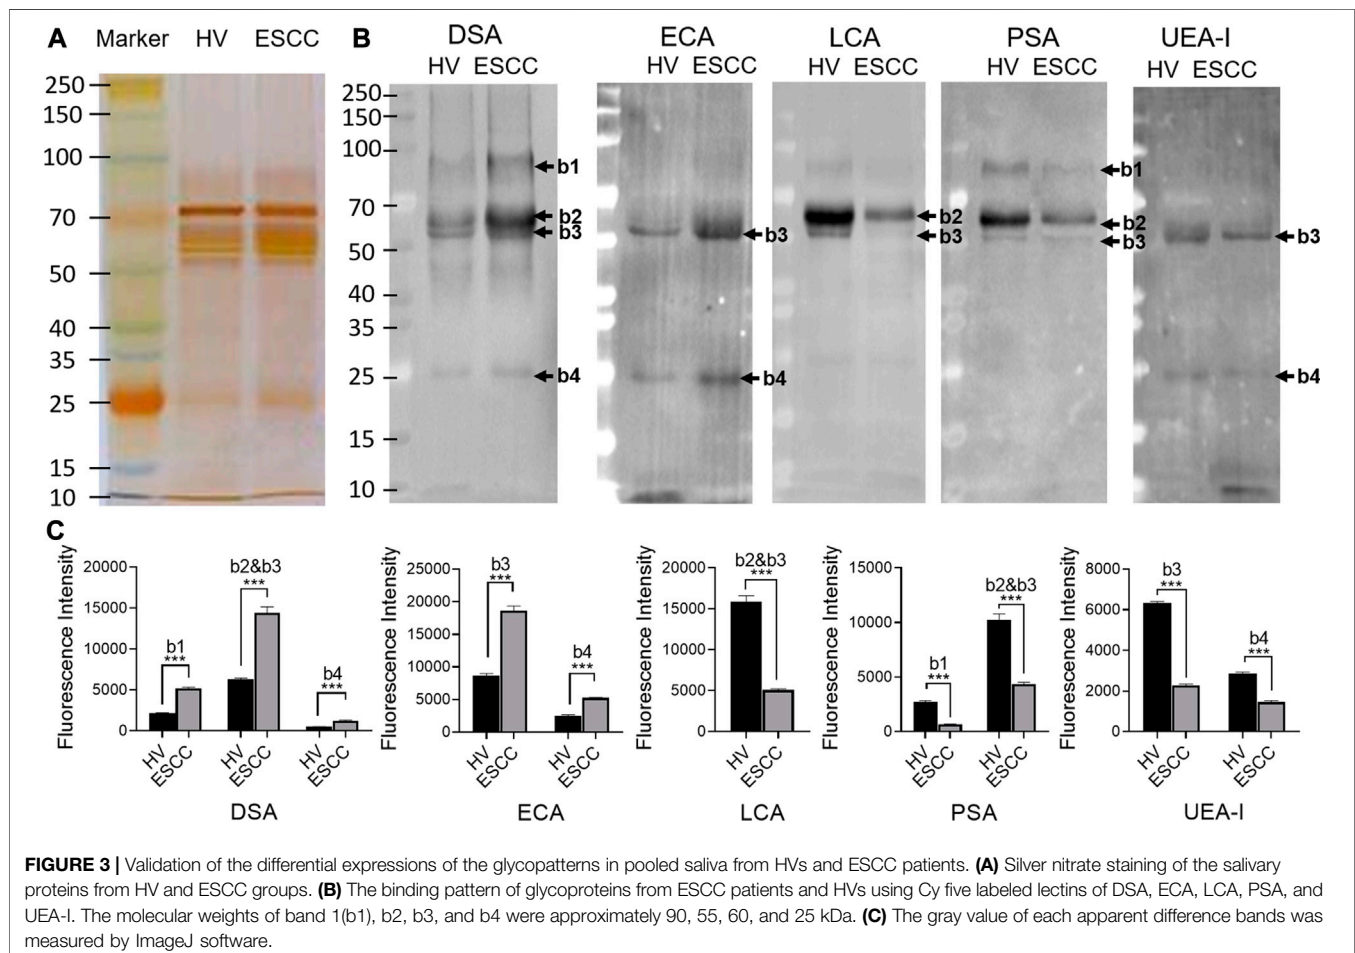 A Marker HV ESCC
250
150
100
70
50
40
35
25
15
10
B
DSA ECA LCA PSA UEA-I
HV ESCC HV ESCC HV ESCC HV ESCC HV ESCC
250
150
100
70
50
40
35
25
15
10
b1
b2
b3
b4
b3
b4
b2
b3
b1
b2
b3
b3
b4
C
Fluorescence Intensity
20000
15000
10000
5000
0
b1
***
b2&b3
***
b4
***
HV ESCC HV ESCC HV ESCC
DSA
Fluorescence Intensity
25000
20000
15000
10000
5000
0
b3
***
b4
***
HV ESCC HV ESCC
ECA
Fluorescence Intensity
20000
15000
10000
5000
0
b2&b3
***
HV ESCC
LCA
Fluorescence Intensity
15000
10000
5000
0
b1
***
b2&b3
***
HV ESCC HV ESCC
PSA
Fluorescence Intensity
8000
6000
4000
2000
0
b3
***
b4
***
HV ESCC HV ESCC
UEA-I
FIGURE 3 | Validation of the differential expressions of the glycopatterns in pooled saliva from HVs and ESCC patients. (A) Silver nitrate staining of the salivary
proteins from HV and ESCC groups. (B) The binding pattern of glycoproteins from ESCC patients and HVs using Cy five labeled lectins of DSA, ECA, LCA, PSA, and
UEA-I. The molecular weights of band 1(b1), b2, b3, and b4 were approximately 90, 55, 60, and 25 kDa. (C) The gray value of each apparent difference bands was
measured by ImageJ software.